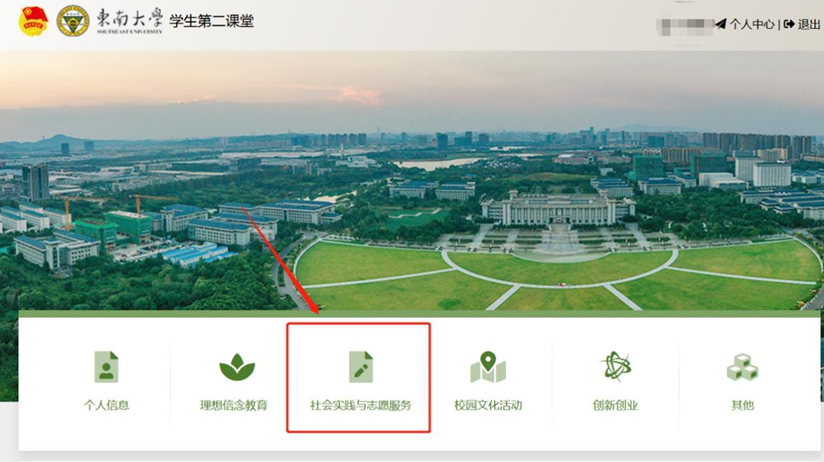 东南大学 学生第二课堂
SOUTHEAST UNIVERSITY
个人中心 | 退出
个人信息
理想信念教育
社会实践与志愿服务
校园文化活动
创新创业
其他